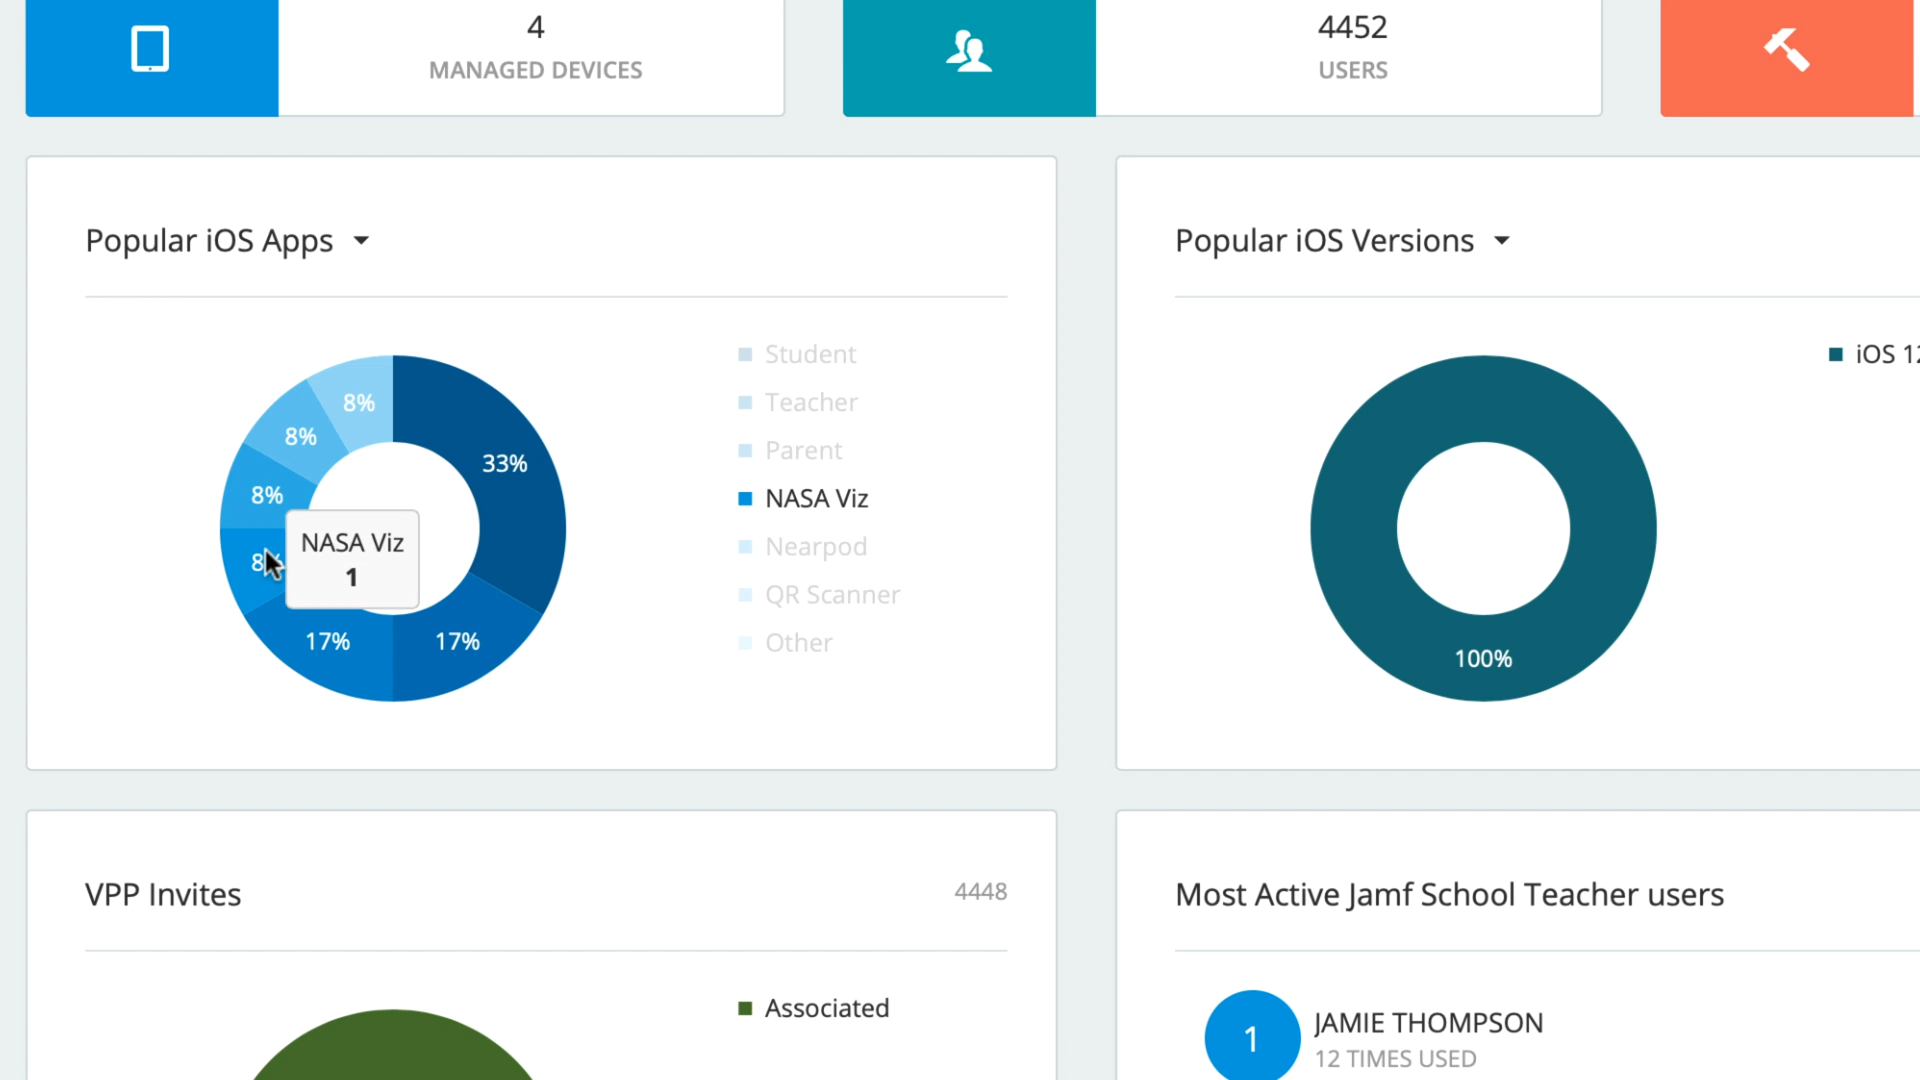 4
MANAGED DEVICES
4452
USERS
Popular iOS Apps
8%
8%
8%
33%
17%
17%
NASA Viz
1
Student
Teacher
Parent
NASA Viz
Nearpod
QR Scanner
Other
Popular iOS Versions
iOS 12
100%
VPP Invites
4448
Associated
Most Active Jamf School Teacher users
1
JAMIE THOMPSON
12 TIMES USED